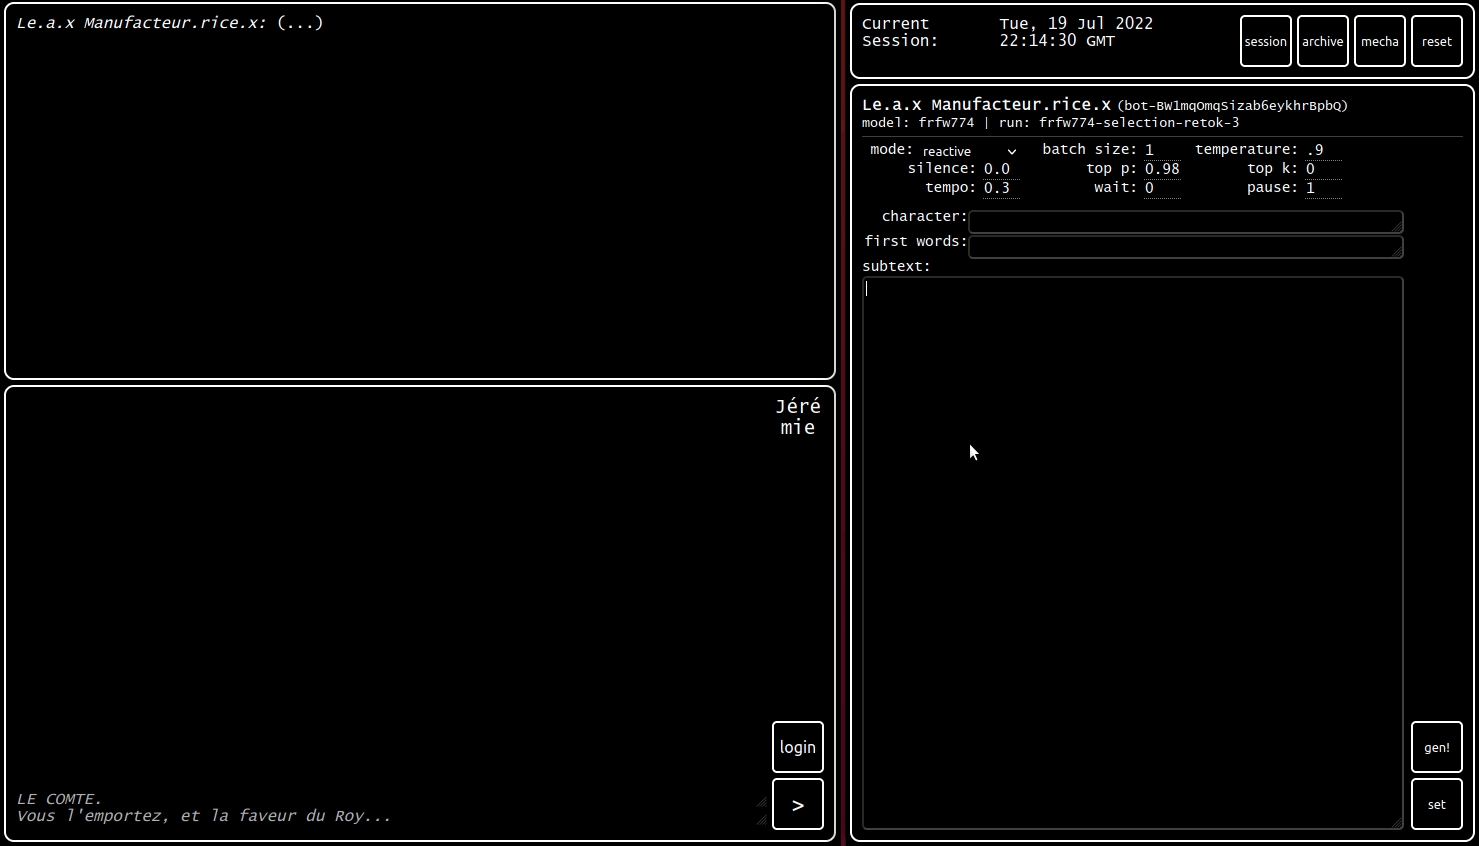 Le.a.x Manufacteur.rice.x: (...)
Jéré
mie
login
LE COMTE.
Vous l'emportez, et la faveur du Roy...
>
Current Session:
Tue, 19 Jul 2022
22:14:30 GMT
session archive mecha reset
Le.a.x Manufacteur.rice.x (bot-BW1mqOmqSizab6eykhrBpbQ)
model: frfw774 | run: frfw774-selection-retok-3
mode: reactive batch size: 1 temperature: .9
silence: 0.0 top p: 0.98 top k: 0
tempo: 0.3 wait: 0 pause: 1
character:
first words:
subtext:
gen!
set